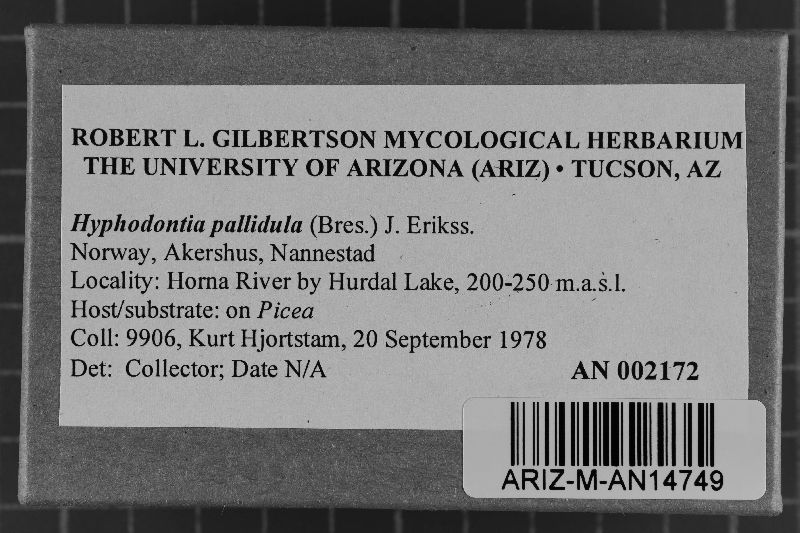 ROBERT L. GILBERTSON MYCOLOGICAL HERBARIUM
THE UNIVERSITY OF ARIZONA (ARIZ) • TUCSON, AZ
Hyphodontia pallidula (Bres.) J. Erikss.
Norway, Akershus, Nannestad
Locality: Horna River by Hurdal Lake, 200-250 m.a.s.l.
Host/substrate: on Picea
Coll: 9906, Kurt Hjortstam, 20 September 1978
Det: Collector; Date N/A
AN 002172
ARIZ-M-AN14749